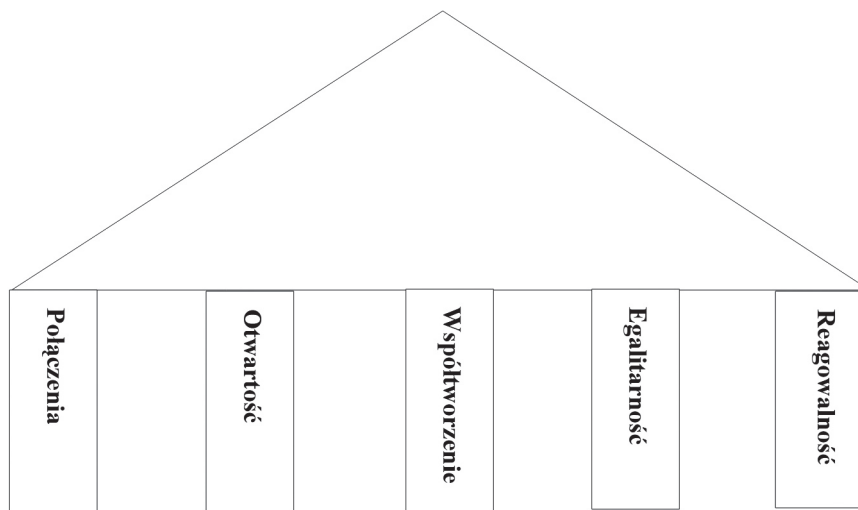 Połączenia
Otwartość
Współtworzenie
Egalitarność
Reagowalność